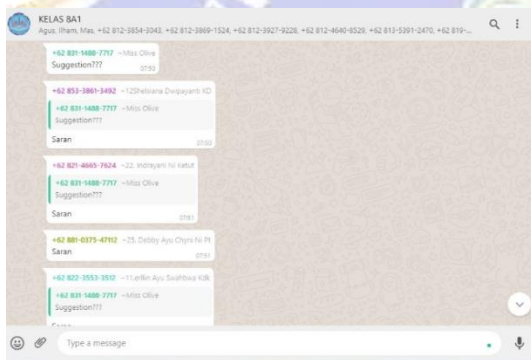 KELAS 8A1
Agus, Ilham, Mas, +62 812-3854-3043, +62 812-3869-1524, +62 812-3927-9228, +62 812-4640-8529, +62 813-5391-2470, +62 819-...
+62 831-1488-7717 ~Miss Olive
Suggestion???
07:50
+62 853-3861-3492 ~12Shebiana Dwipayanti KD
+62 831-1488-7717 ~Miss Olive
Suggestion???
Saran
07:50
+62 821-4665-7624 ~22. Indrayani Ni Ketut
+62 831-1488-7717 ~Miss Olive
Suggestion???
Saran
07:51
+62 881-0375-47112 ~25. Debby Ayu Chyni Ni Pt
Saran
07:51
+62 822-3553-3512 ~11.erlin Ayu Swahbwa Kdk
+62 831-1488-7717 ~Miss Olive
Suggestion???
Type a message